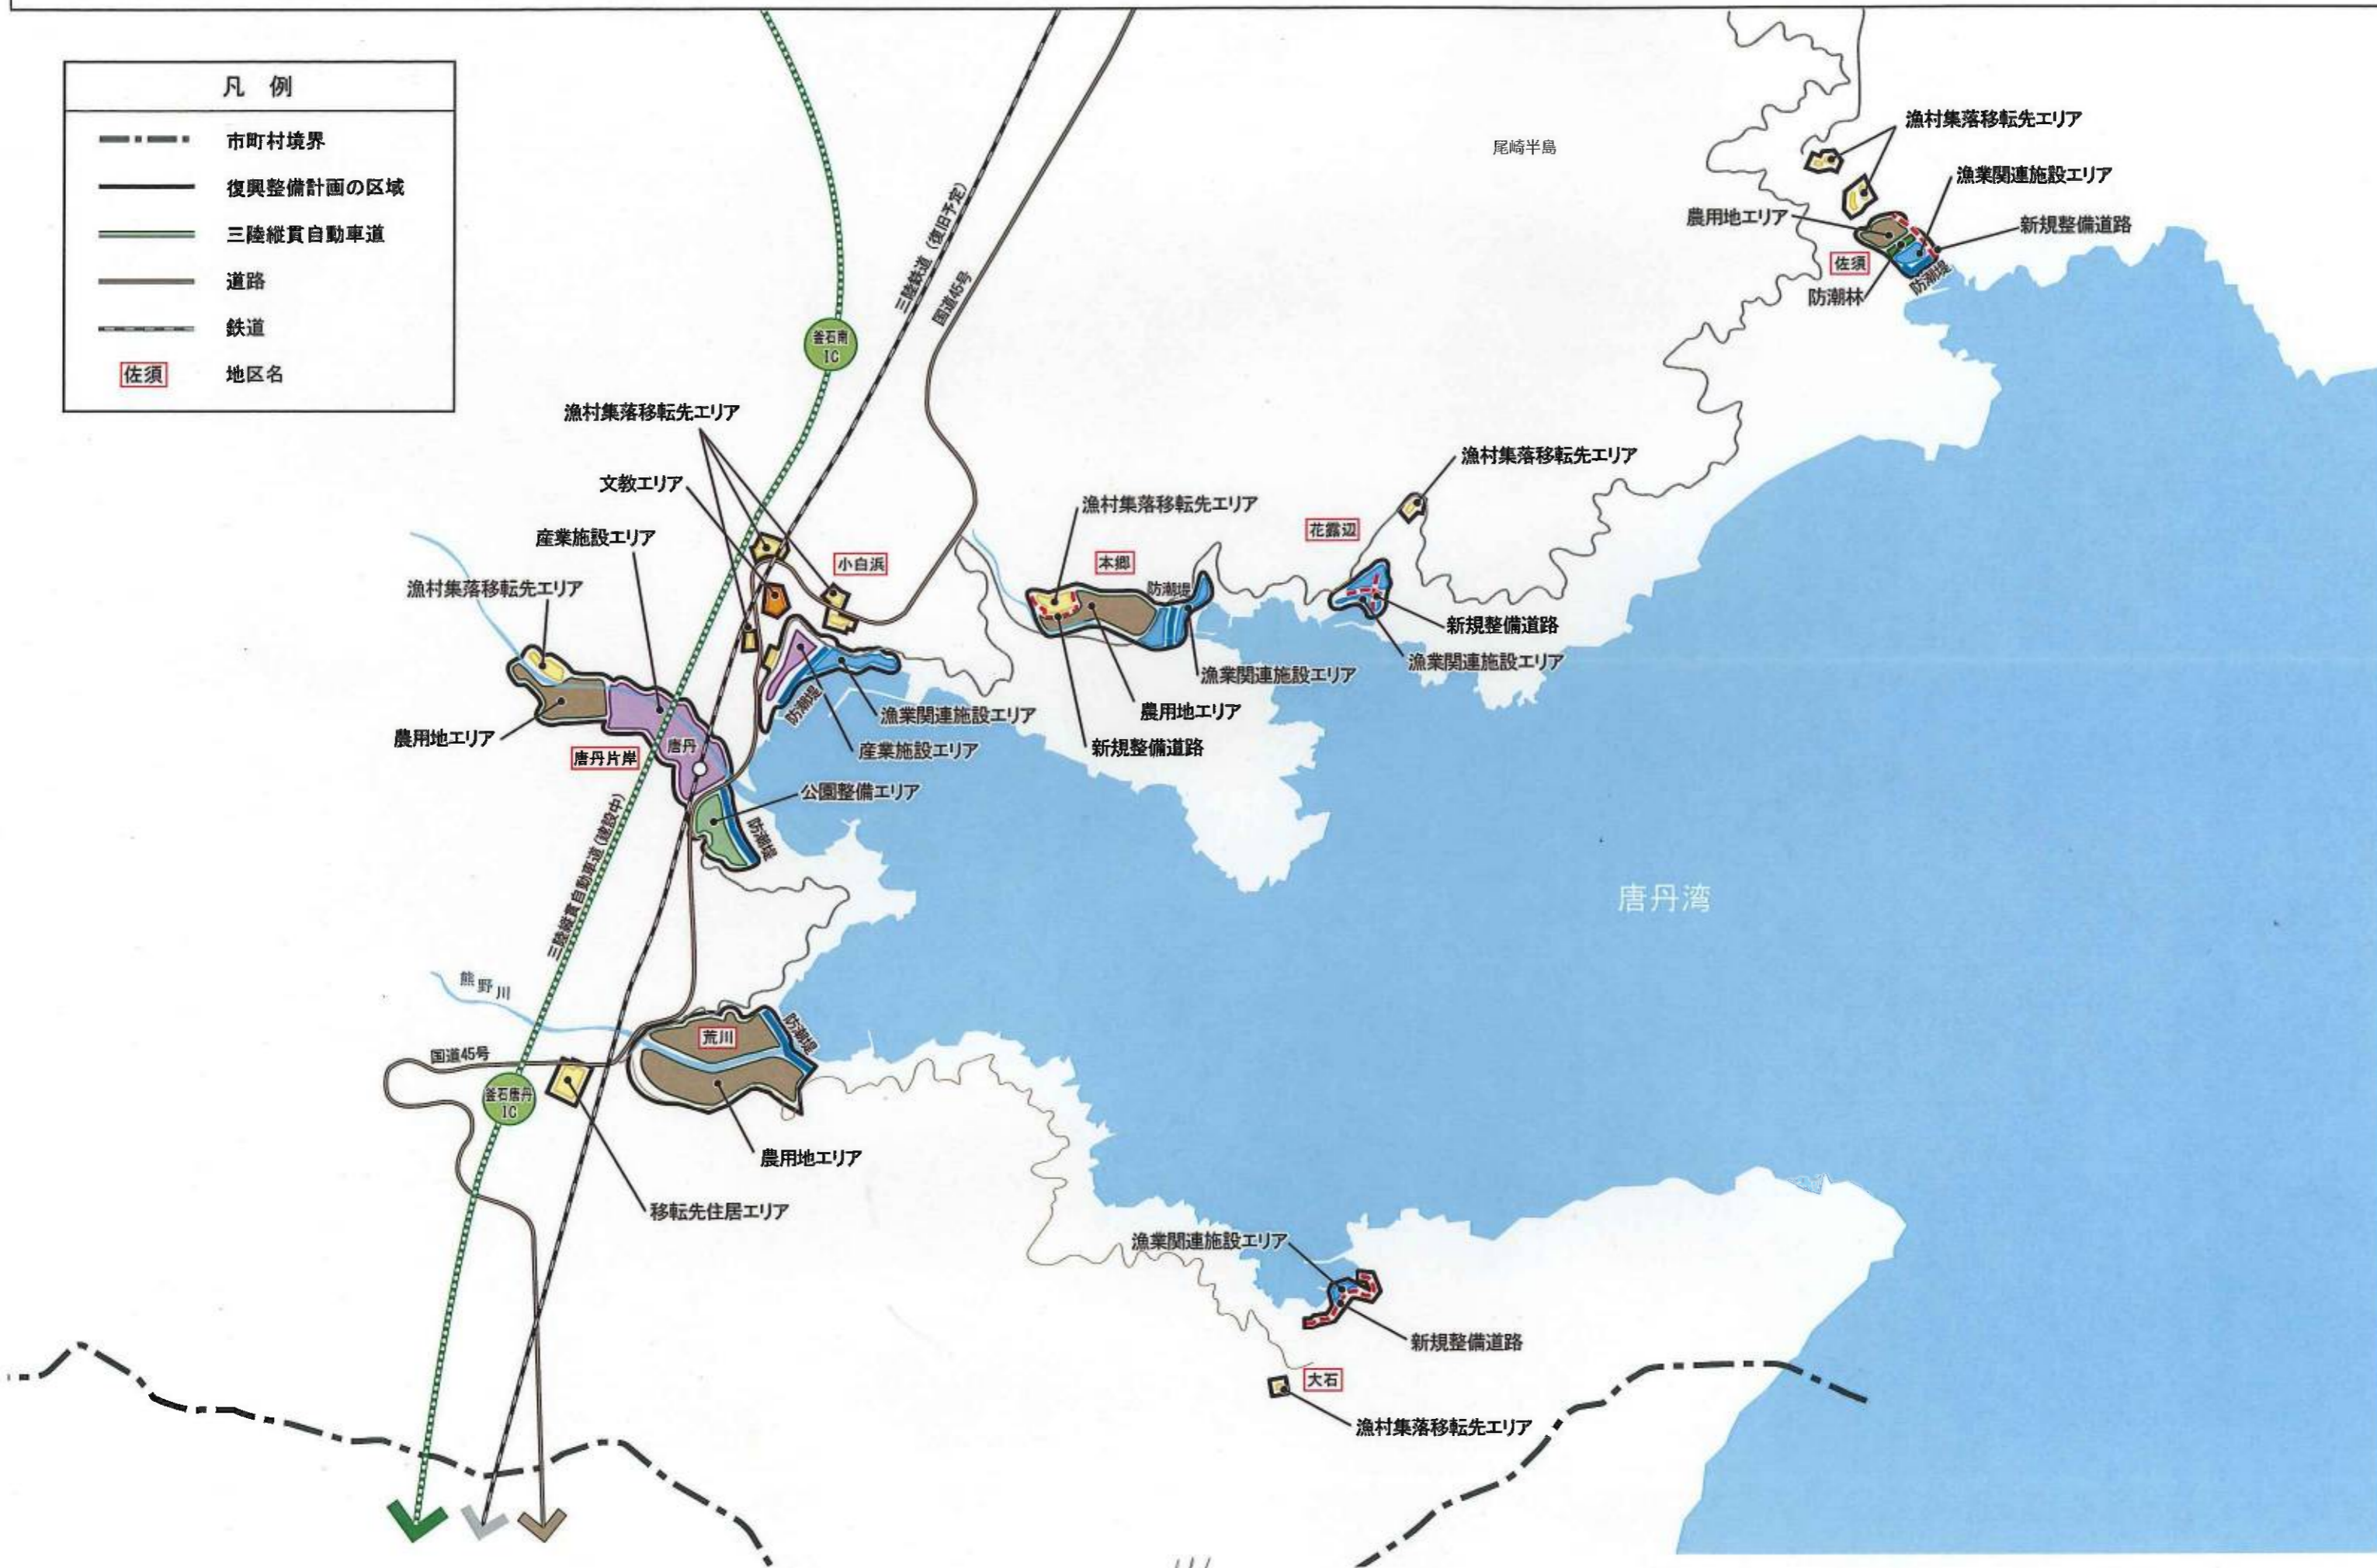 凡 例
市町村境界
復興整備計画の区域
三陸縦貫自動車道
道路
鉄道
佐須 地区名
尾崎半島
漁村集落移転先エリア
漁業関連施設エリア
農用地エリア
新規整備道路
佐須
防潮堤
防潮林
三陸鉄道(復旧予定)
国道45号
釜石南
IC
漁村集落移転先エリア
文教エリア
産業施設エリア
漁村集落移転先エリア
小白浜
漁村集落移転先エリア
本郷
防潮堤
花露辺
漁村集落移転先エリア
新規整備道路
漁業関連施設エリア
漁業関連施設エリア
農用地エリア
新規整備道路
防潮堤
漁業関連施設エリア
産業施設エリア
農用地エリア
唐丹片岸
唐丹
公園整備エリア
防潮堤
三陸縦貫自動車道(建設中)
唐丹湾
熊野川
国道45号
釜石唐丹
IC
荒川
防潮堤
農用地エリア
移転先住居エリア
漁業関連施設エリア
新規整備道路
大石
漁村集落移転先エリア